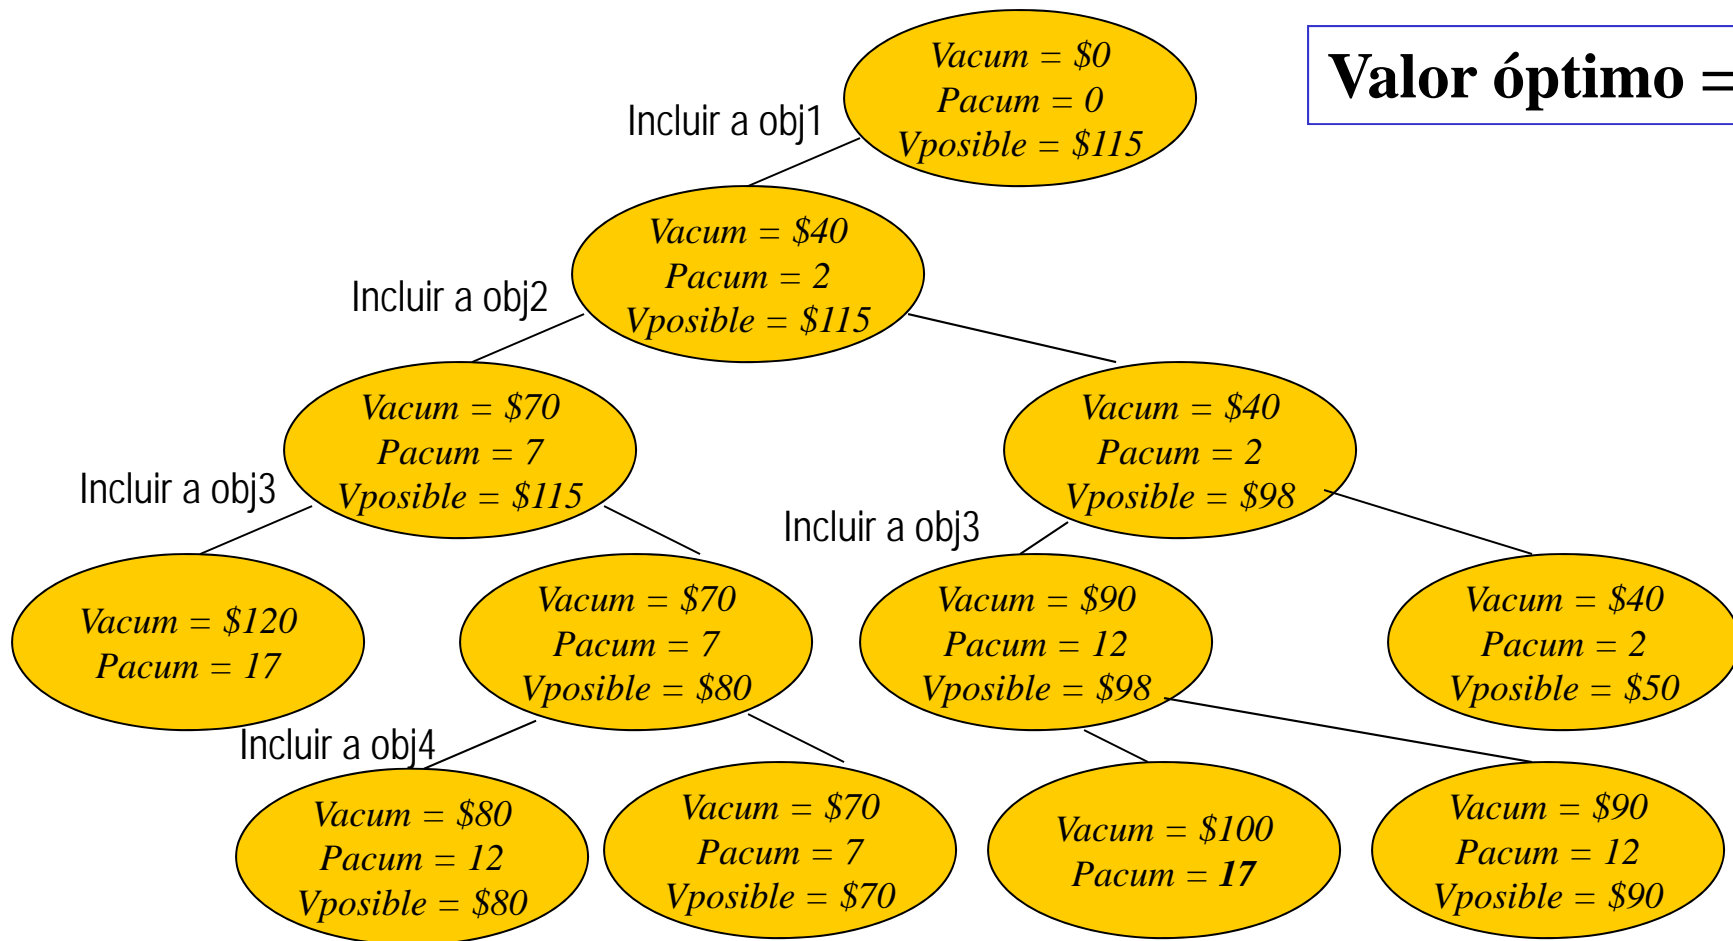 Vacum = $0
Pacum = 0
Vposible = $115
Valor óptimo =
Incluir a obj1
Vacum = $40
Pacum = 2
Vposible = $115
Incluir a obj2
Vacum = $70
Pacum = 7
Vposible = $115
Vacum = $40
Pacum = 2
Vposible = $98
Incluir a obj3
Incluir a obj3
Vacum = $120
Pacum = 17
Vacum = $70
Pacum = 7
Vposible = $80
Vacum = $90
Pacum = 12
Vposible = $98
Vacum = $40
Pacum = 2
Vposible = $50
Incluir a obj4
Vacum = $80
Pacum = 12
Vposible = $80
Vacum = $70
Pacum = 7
Vposible = $70
Vacum = $100
Pacum = 17
Vacum = $90
Pacum = 12
Vposible = $90